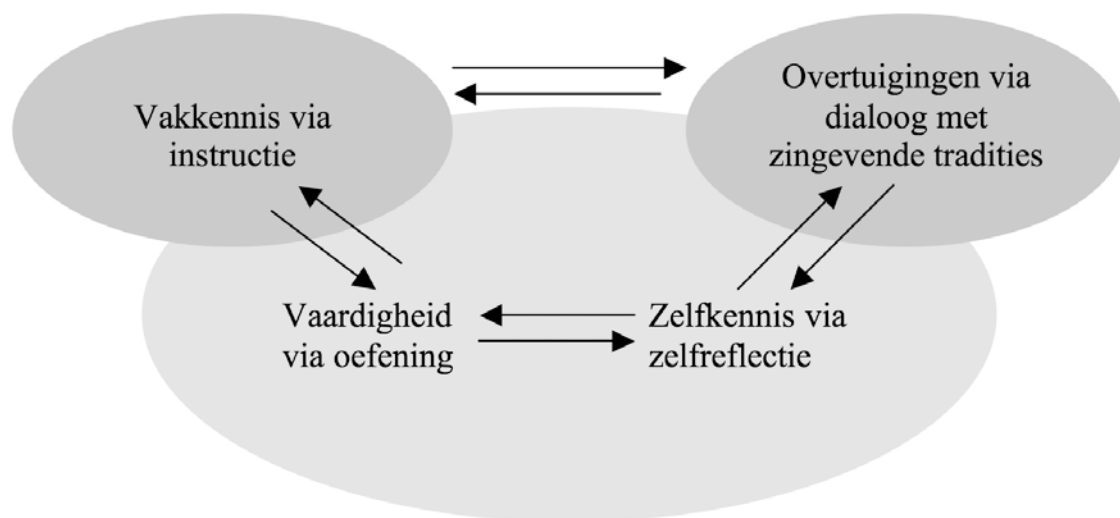 Vakkennis via
instructie
Overtuigingen via
dialoog met
zingevende tradities
Vaardigheid
via oefening
Zelfkennis via
zelfreflectie